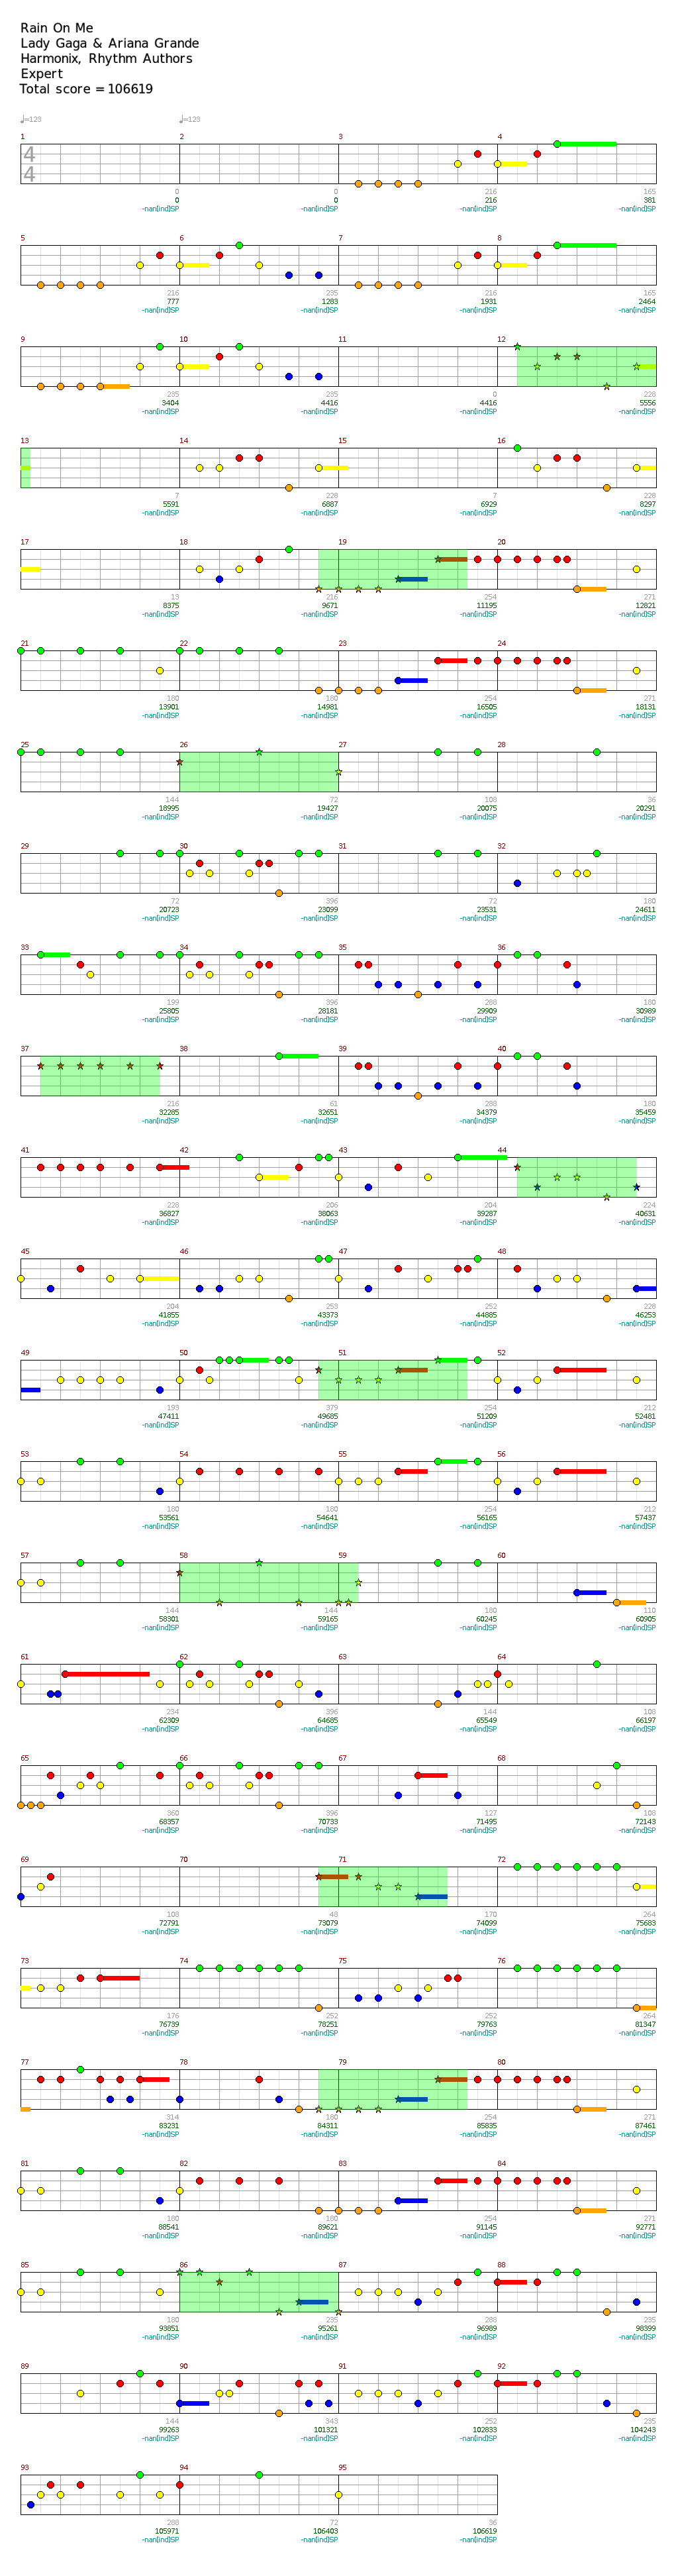 Rain On Me
Lady Gaga & Ariana Grande
Harmonix, Rhythm Authors
Expert
Total score = 106619
♩=123 ♩=123
1 2 3 4
4
4
0 0 216 165
0 0 216 381
-nan[ind]SP -nan[ind]SP -nan[ind]SP -nan[ind]SP
5 6 7 8
216 235 216 165
777 1283 1931 2464
-nan[ind]SP -nan[ind]SP -nan[ind]SP -nan[ind]SP
9 10 11 12
235 235 0 228
3404 4416 4416 5556
-nan[ind]SP -nan[ind]SP -nan[ind]SP -nan[ind]SP
13 14 15 16
7 228 7 228
5591 6887 6929 8297
-nan[ind]SP -nan[ind]SP -nan[ind]SP -nan[ind]SP
17 18 19 20
13 216 254 271
8375 9671 11195 12821
-nan[ind]SP -nan[ind]SP -nan[ind]SP -nan[ind]SP
21 22 23 24
180 180 254 271
13901 14981 16505 18131
-nan[ind]SP -nan[ind]SP -nan[ind]SP -nan[ind]SP
25 26 27 28
144 72 108 36
18995 19427 20075 20291
-nan[ind]SP -nan[ind]SP -nan[ind]SP -nan[ind]SP
29 30 31 32
72 396 72 180
20723 23099 23531 24611
-nan[ind]SP -nan[ind]SP -nan[ind]SP -nan[ind]SP
33 34 35 36
199 396 288 180
25805 28181 29909 30989
-nan[ind]SP -nan[ind]SP -nan[ind]SP -nan[ind]SP
37 38 39 40
216 61 288 180
32285 32651 34379 35459
-nan[ind]SP -nan[ind]SP -nan[ind]SP -nan[ind]SP
41 42 43 44
228 206 204 224
36827 38063 39287 40631
-nan[ind]SP -nan[ind]SP -nan[ind]SP -nan[ind]SP
45 46 47 48
204 253 252 228
41855 43373 44885 46253
-nan[ind]SP -nan[ind]SP -nan[ind]SP -nan[ind]SP
49 50 51 52
193 379 254 212
47411 49685 51209 52481
-nan[ind]SP -nan[ind]SP -nan[ind]SP -nan[ind]SP
53 54 55 56
180 180 254 212
53561 54641 56165 57437
-nan[ind]SP -nan[ind]SP -nan[ind]SP -nan[ind]SP
57 58 59 60
144 144 180 110
58301 59165 60245 60905
-nan[ind]SP -nan[ind]SP -nan[ind]SP -nan[ind]SP
61 62 63 64
234 396 144 108
62309 64685 65549 66197
-nan[ind]SP -nan[ind]SP -nan[ind]SP -nan[ind]SP
65 66 67 68
360 396 127 108
68357 70733 71495 72143
-nan[ind]SP -nan[ind]SP -nan[ind]SP -nan[ind]SP
69 70 71 72
108 48 170 264
72791 73079 74099 75683
-nan[ind]SP -nan[ind]SP -nan[ind]SP -nan[ind]SP
73 74 75 76
176 252 252 264
76739 78251 79763 81347
-nan[ind]SP -nan[ind]SP -nan[ind]SP -nan[ind]SP
77 78 79 80
314 180 254 271
83231 84311 85835 87461
-nan[ind]SP -nan[ind]SP -nan[ind]SP -nan[ind]SP
81 82 83 84
180 180 254 271
88541 89621 91145 92771
-nan[ind]SP -nan[ind]SP -nan[ind]SP -nan[ind]SP
85 86 87 88
180 235 288 235
93851 95261 96989 98399
-nan[ind]SP -nan[ind]SP -nan[ind]SP -nan[ind]SP
89 90 91 92
144 343 252 235
99263 101321 102833 104243
-nan[ind]SP -nan[ind]SP -nan[ind]SP -nan[ind]SP
93 94 95
288 72 36
105971 106403 106619
-nan[ind]SP -nan[ind]SP -nan[ind]SP